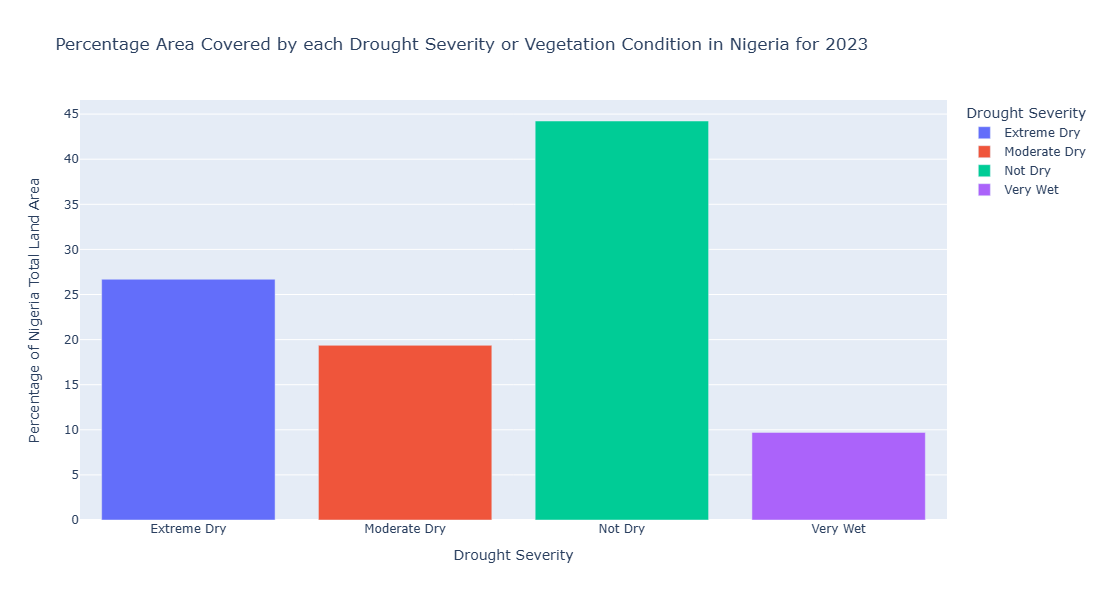 Percentage Area Covered by each Drought Severity or Vegetation Condition in Nigeria for 2023
Percentage of Nigeria Total Land Area
45
40
35
30
25
20
15
10
5
0
Extreme Dry
Moderate Dry
Not Dry
Very Wet
Drought Severity
Drought Severity
Extreme Dry
Moderate Dry
Not Dry
Very Wet